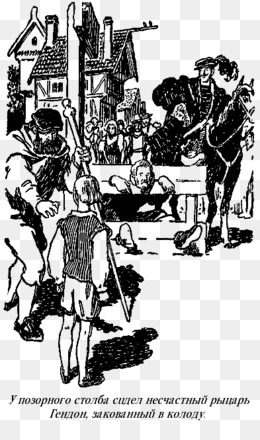 У позорного столба сидел несчастный рыцарь
Гендон, закованный в колоду.